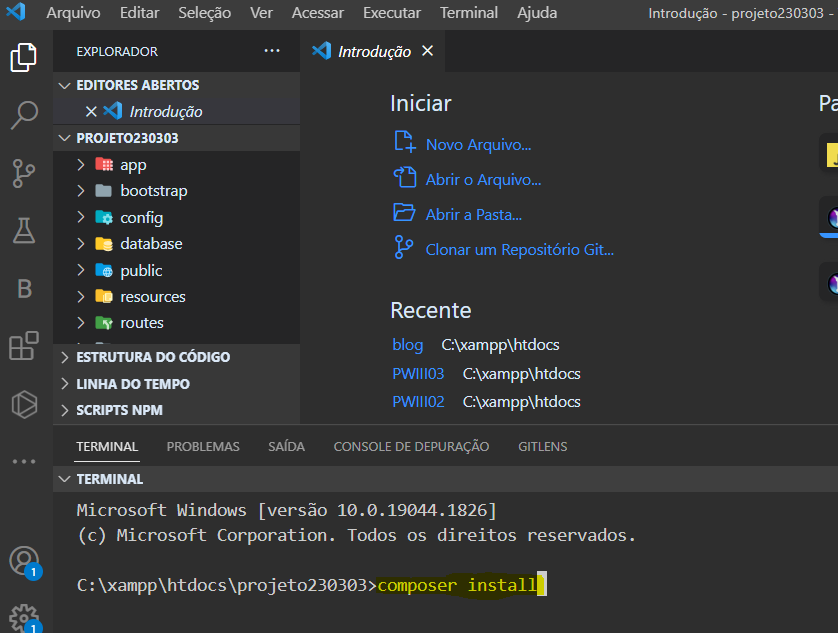 Arquivo Editar Seleção Ver Acessar Executar Terminal Ajuda Introdução - projeto230303 -
EXPLORADOR
Introdução
EDITORES ABERTOS
Introdução
PROJETO230303
app
bootstrap
config
database
public
resources
routes
ESTRUTURA DO CÓDIGO
LINHA DO TEMPO
SCRIPTS NPM
Iniciar
Novo Arquivo...
Abrir o Arquivo...
Abrir a Pasta...
Clonar um Repositório Git...
Recente
blog C:\xampp\htdocs
PWIII03 C:\xampp\htdocs
PWIII02 C:\xampp\htdocs
Pa
B
1
1
TERMINAL PROBLEMAS SAÍDA CONSOLE DE DEPURAÇÃO GITLENS
TERMINAL
Microsoft Windows [versão 10.0.19044.1826]
(c) Microsoft Corporation. Todos os direitos reservados.
C:\xampp\htdocs\projeto230303>composer install